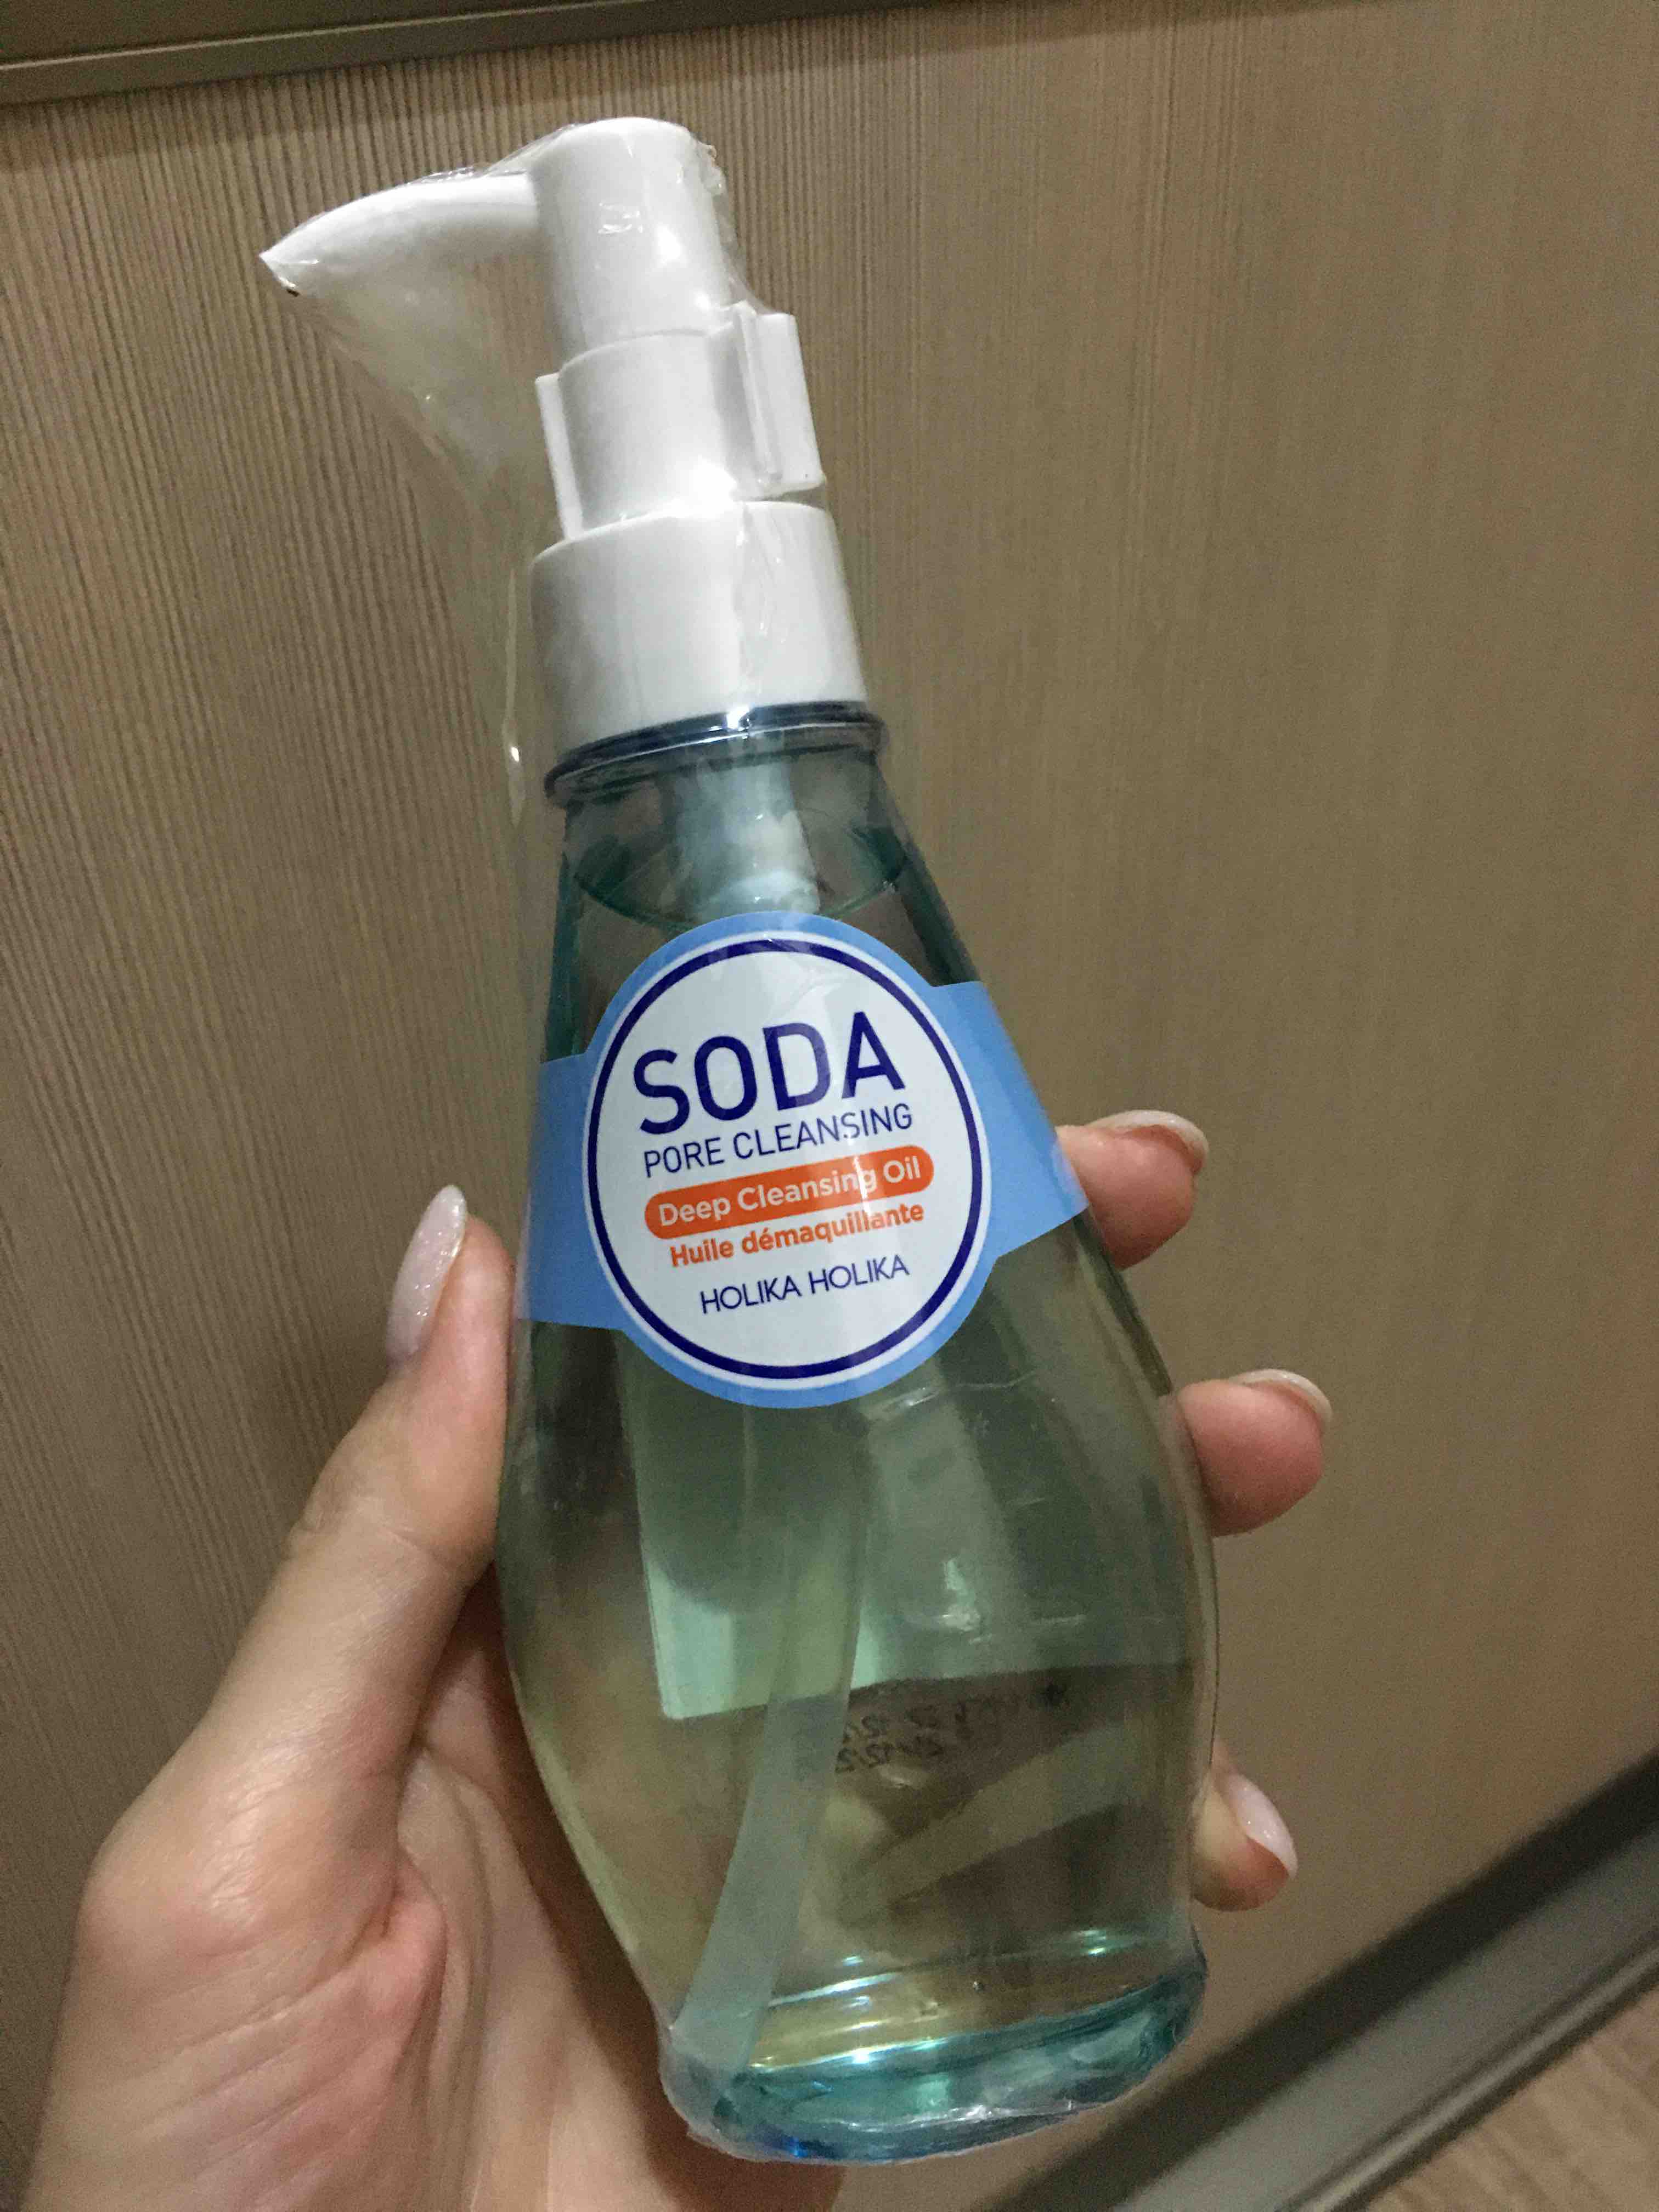 SODA
PORE CLEANSING
Deep Cleansing Oil
Huile démaquillante
HOLIKA HOLIKA